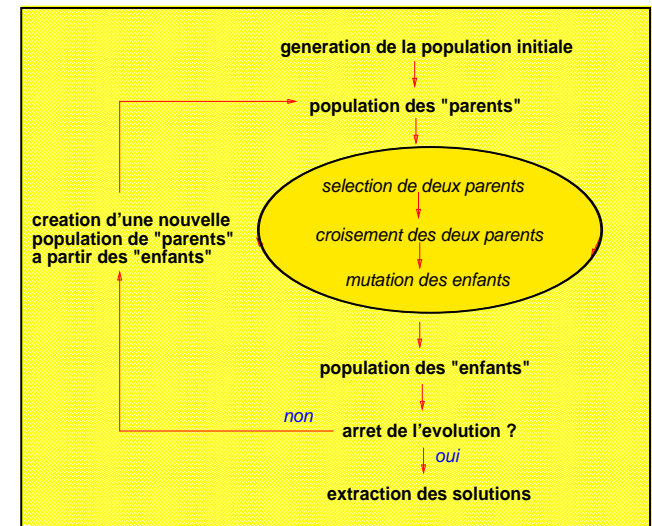 generation de la population initiale
population des "parents"
selection de deux parents
croisement des deux parents
mutation des enfants
creation d'une nouvelle
population de "parents"
a partir des "enfants"
population des "enfants"
non
arret de l'evolution ?
oui
extraction des solutions